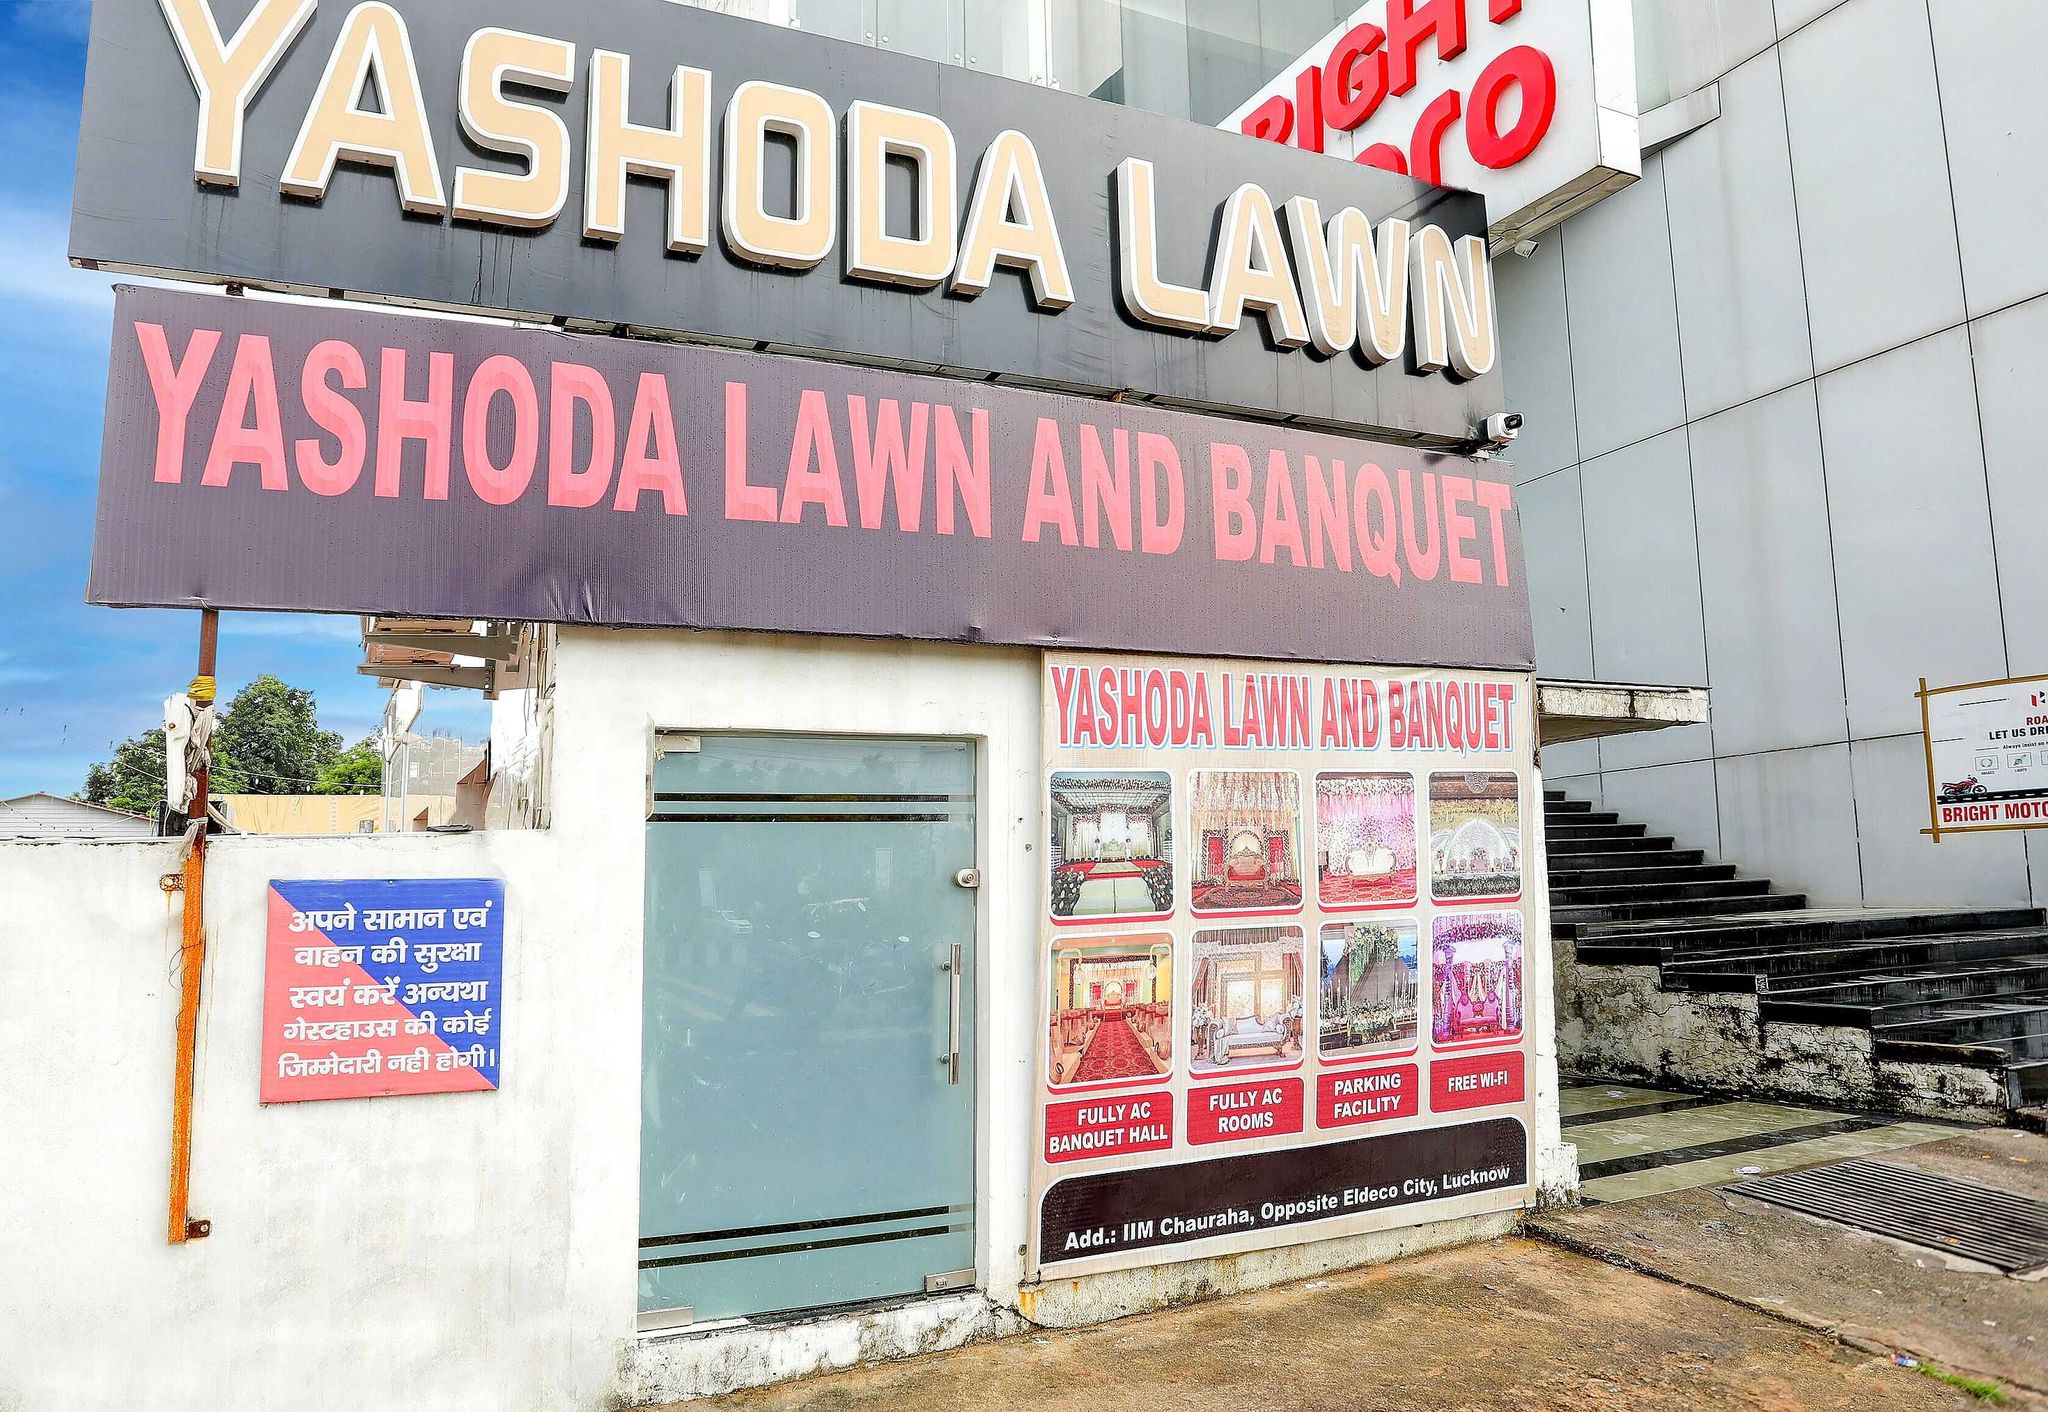 YASHODA LAWN
YASHODA LAWN AND BANQUET
अपने सामान एवं
वाहन की सुरक्षा
स्वयं करें अन्यथा
गेस्टहाउस की कोई
जिम्मेदारी नही होगी।
YASHODA LAWN AND BANQUET
FULLY AC
BANQUET HALL
FULLY AC
ROOMS
PARKING
FACILITY
FREE WI-FI
Add.: IIM Chauraha, Opposite Eldeco City, Lucknow
LET US
BRIGHT